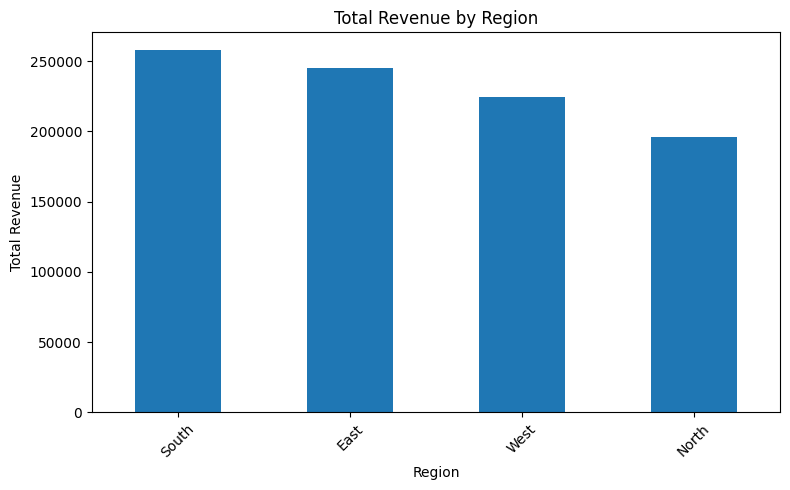 Total Revenue by Region
Total Revenue
250000
200000
150000
100000
50000
0
South
East
West
North
Region